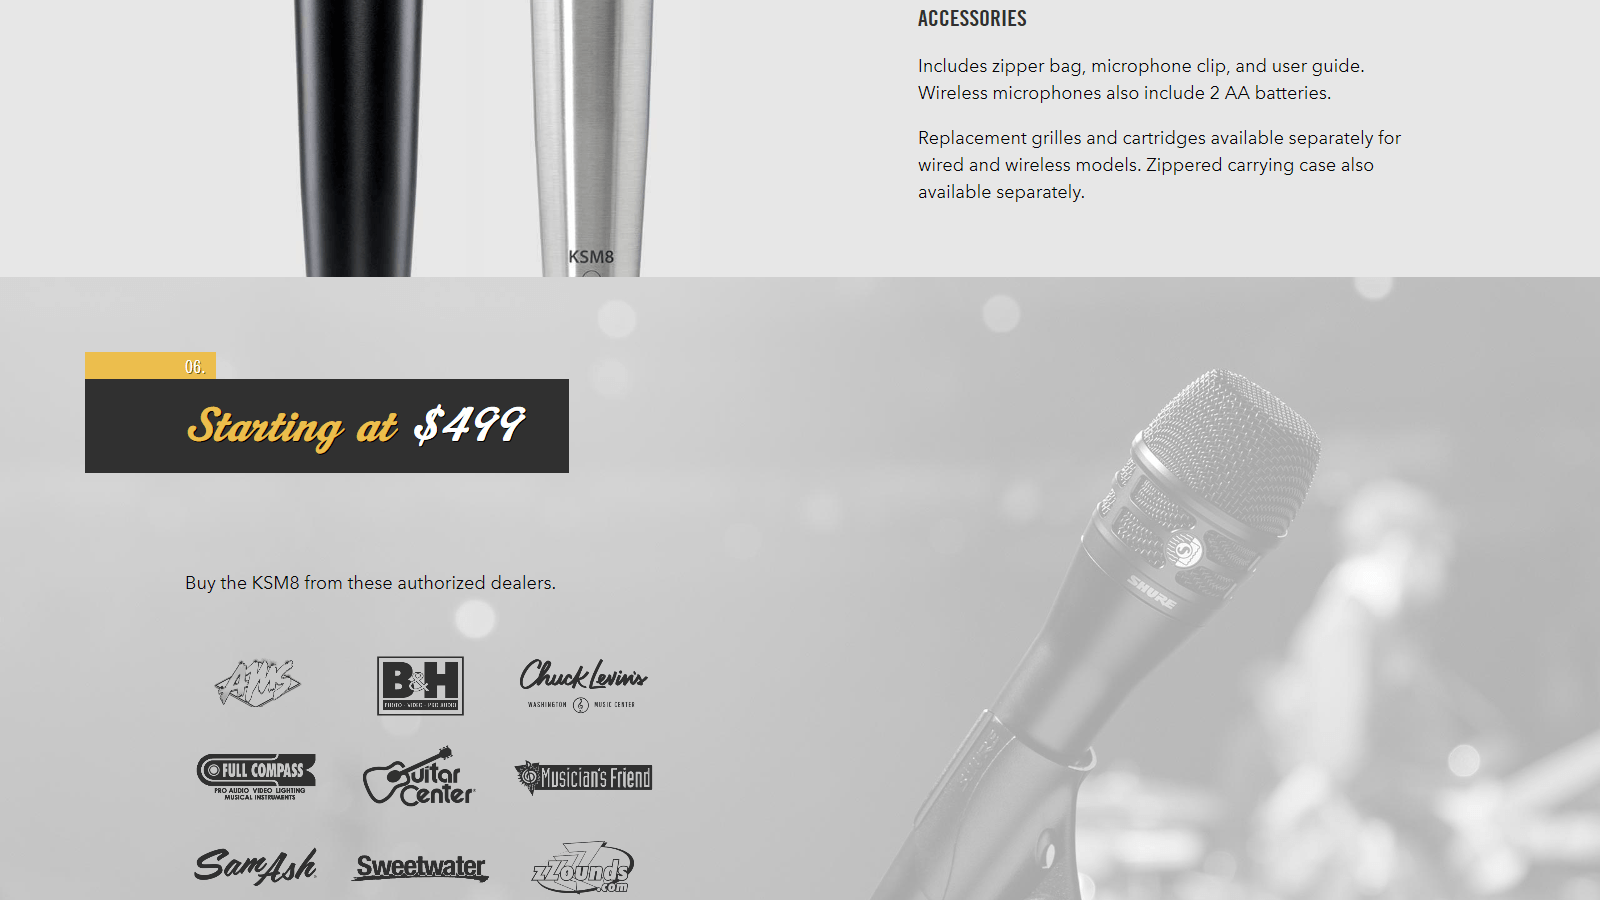 ACCESSORIES
Includes zipper bag, microphone clip, and user guide.
Wireless microphones also include 2 AA batteries.
Replacement grilles and cartridges available separately for
wired and wireless models. Zippered carrying case also
available separately.
KSM8
06.
Starting at $499
SHURE
Buy the KSM8 from these authorized dealers.
AMS
B&H
PHOTO - VIDEO - PRO AUDIO
Chuck Levin's
WASHINGTON MUSIC CENTER
FULL COMPASS
PRO AUDIO VIDEO LIGHTING
MUSICAL INSTRUMENTS
Guitar
Center
Musician's Friend
Sam Ash
Sweetwater
zZounds
.com